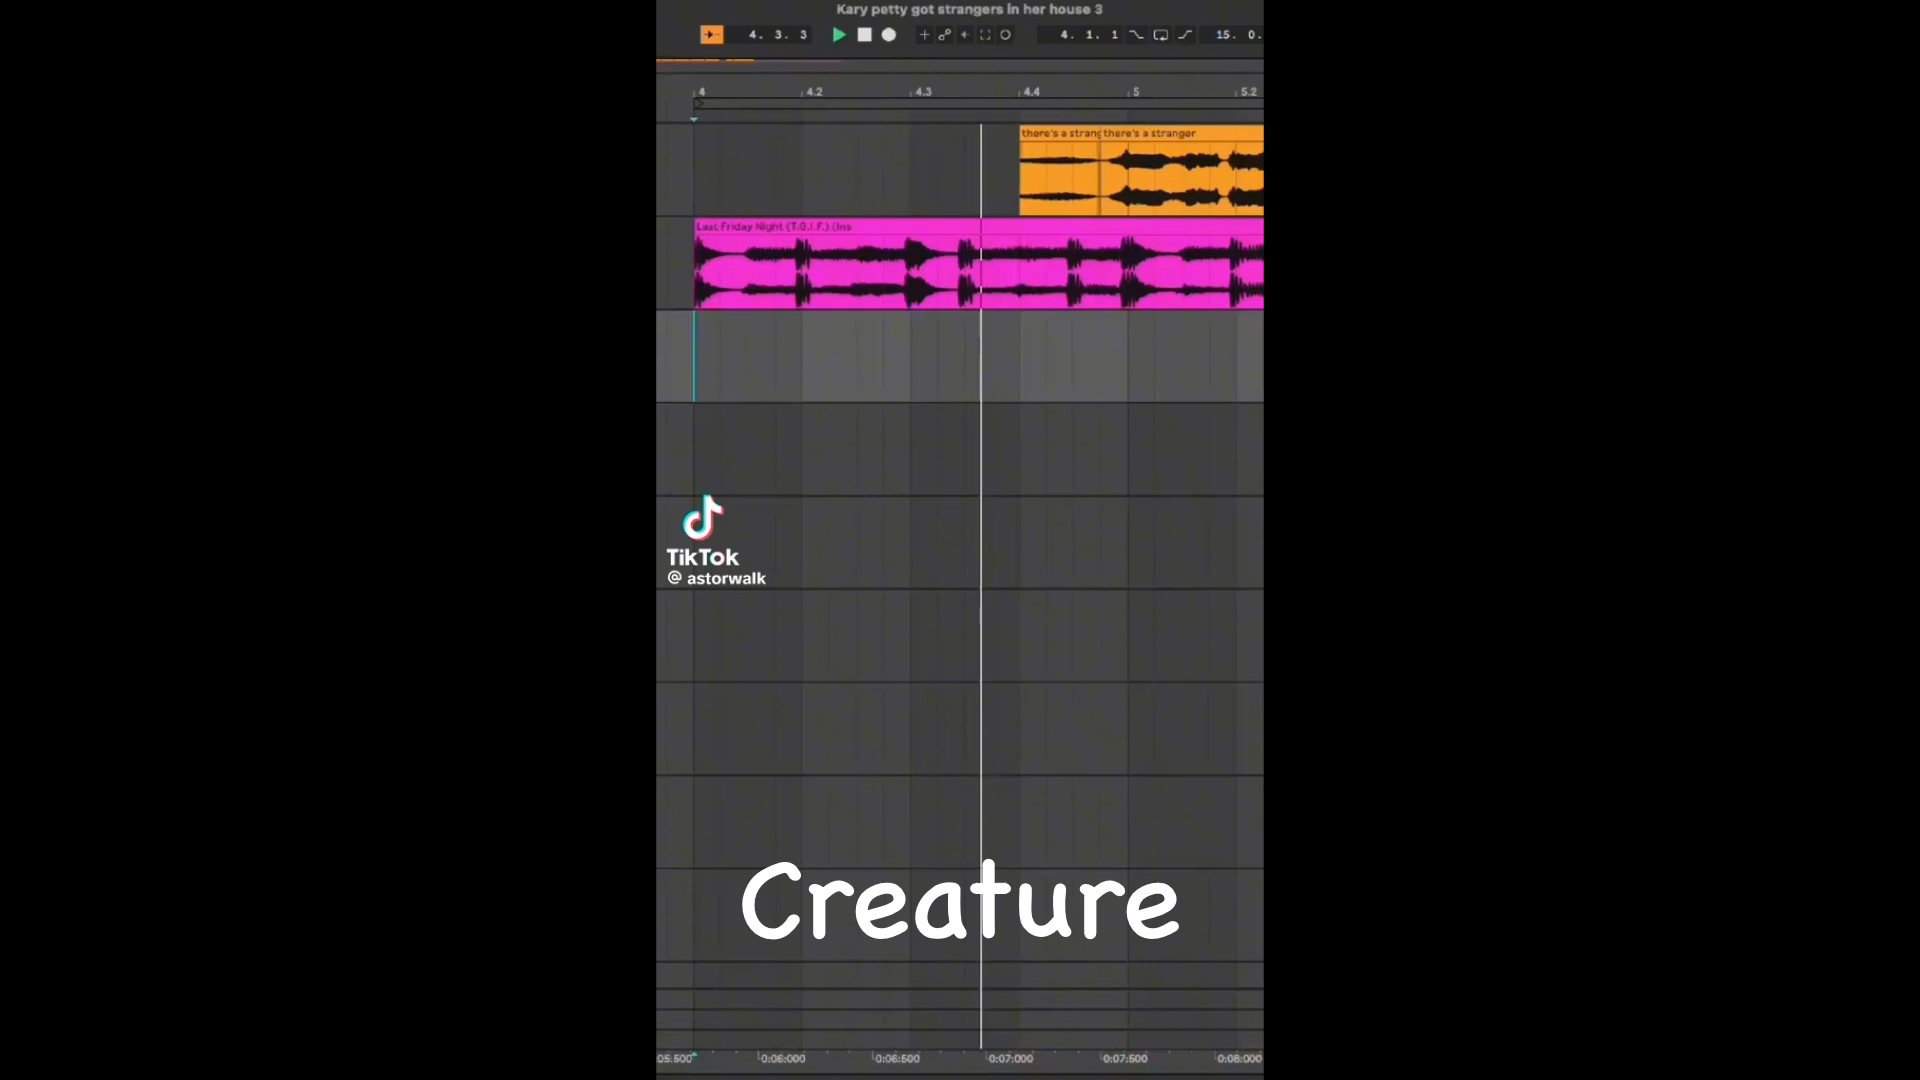 Kary petty got strangers in her house 3
4. 3. 3
4. 1. 1
15. 0.
4 4.2 4.3 4.4 5 5.2
there's a strang there's a stranger
Last Friday Night (T.G.I.F.) (Ins
TikTok
@ astorwalk
Creature
05:500 0:06:000 0:06:500 0:07:000 0:07:500 0:08:000